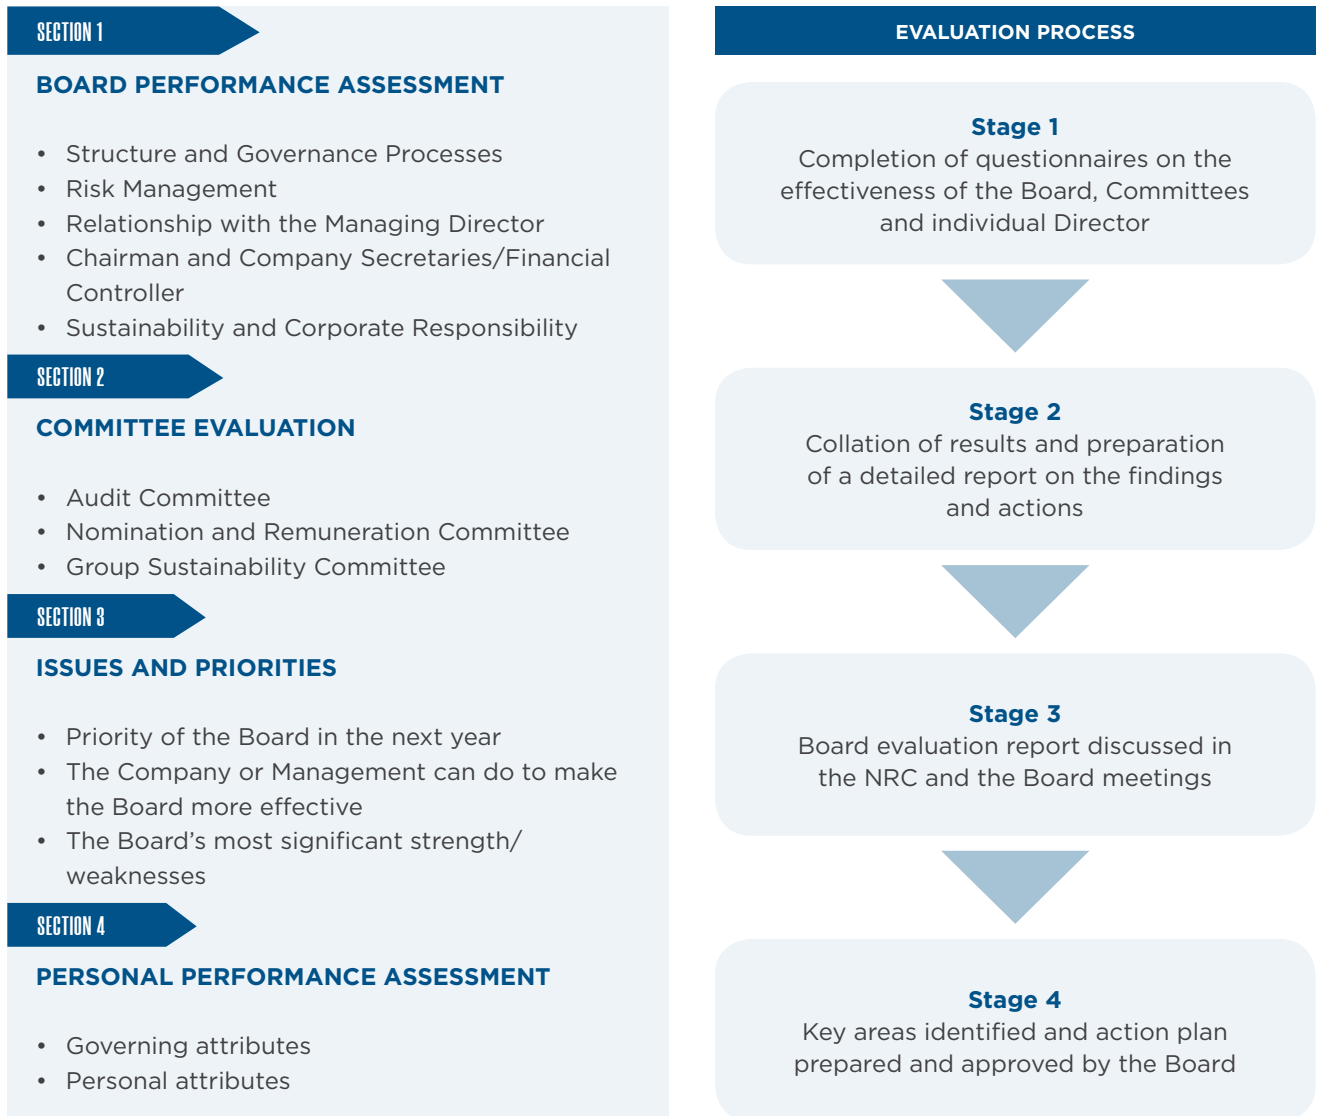 SECTION 1
BOARD PERFORMANCE ASSESSMENT
• Structure and Governance Processes
• Risk Management
• Relationship with the Managing Director
• Chairman and Company Secretaries/Financial
Controller
• Sustainability and Corporate Responsibility
SECTION 2
COMMITTEE EVALUATION
• Audit Committee
• Nomination and Remuneration Committee
• Group Sustainability Committee
SECTION 3
ISSUES AND PRIORITIES
• Priority of the Board in the next year
• The Company or Management can do to make
the Board more effective
• The Board’s most significant strength/
weaknesses
SECTION 4
PERSONAL PERFORMANCE ASSESSMENT
• Governing attributes
• Personal attributes
EVALUATION PROCESS
Stage 1
Completion of questionnaires on the
effectiveness of the Board, Committees
and individual Director
Stage 2
Collation of results and preparation
of a detailed report on the findings
and actions
Stage 3
Board evaluation report discussed in
the NRC and the Board meetings
Stage 4
Key areas identified and action plan
prepared and approved by the Board